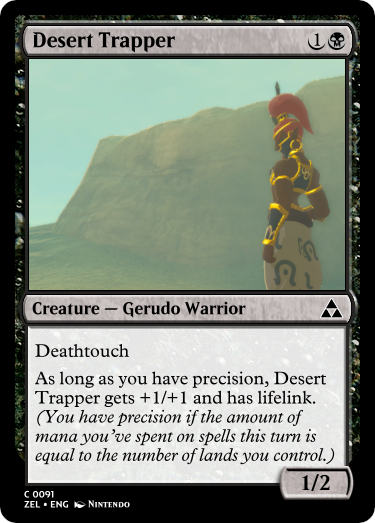 Desert Trapper 1
Creature — Gerudo Warrior
Deathtouch
As long as you have precision, Desert
Trapper gets +1/+1 and has lifelink.
(You have precision if the amount of
mana you've spent on spells this turn is
equal to the number of lands you control.)
1/2
C 0091
ZEL • ENG Nintendo